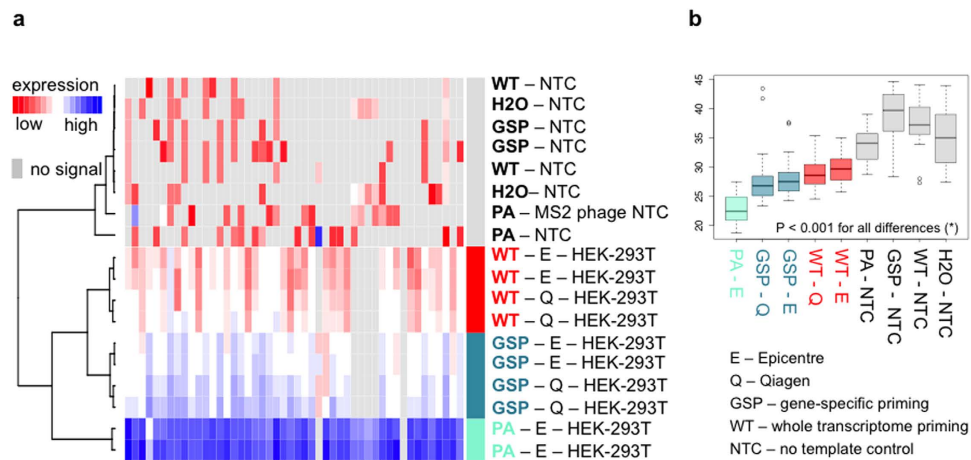 a
b
expression
low high
no signal
WT – NTC
H2O – NTC
GSP – NTC
GSP – NTC
WT – NTC
H2O– NTC
PA – MS2 phage NTC
PA – NTC
WT – E – HEK-293T
WT – E – HEK-293T
WT – Q – HEK-293T
WT – Q – HEK-293T
GSP – E – HEK-293T
GSP – E – HEK-293T
GSP – Q – HEK-293T
GSP – Q – HEK-293T
PA – E – HEK-293T
PA – E – HEK-293T
45
40
35
30
25
20
P < 0.001 for all differences (*)
PA - E
GSP - Q
GSP - E
WT - Q
WT - E
PA - NTC
GSP - NTC
WT - NTC
H2O - NTC
E – Epicentre
Q – Qiagen
GSP – gene-specific priming
WT – whole transcriptome priming
NTC – no template control